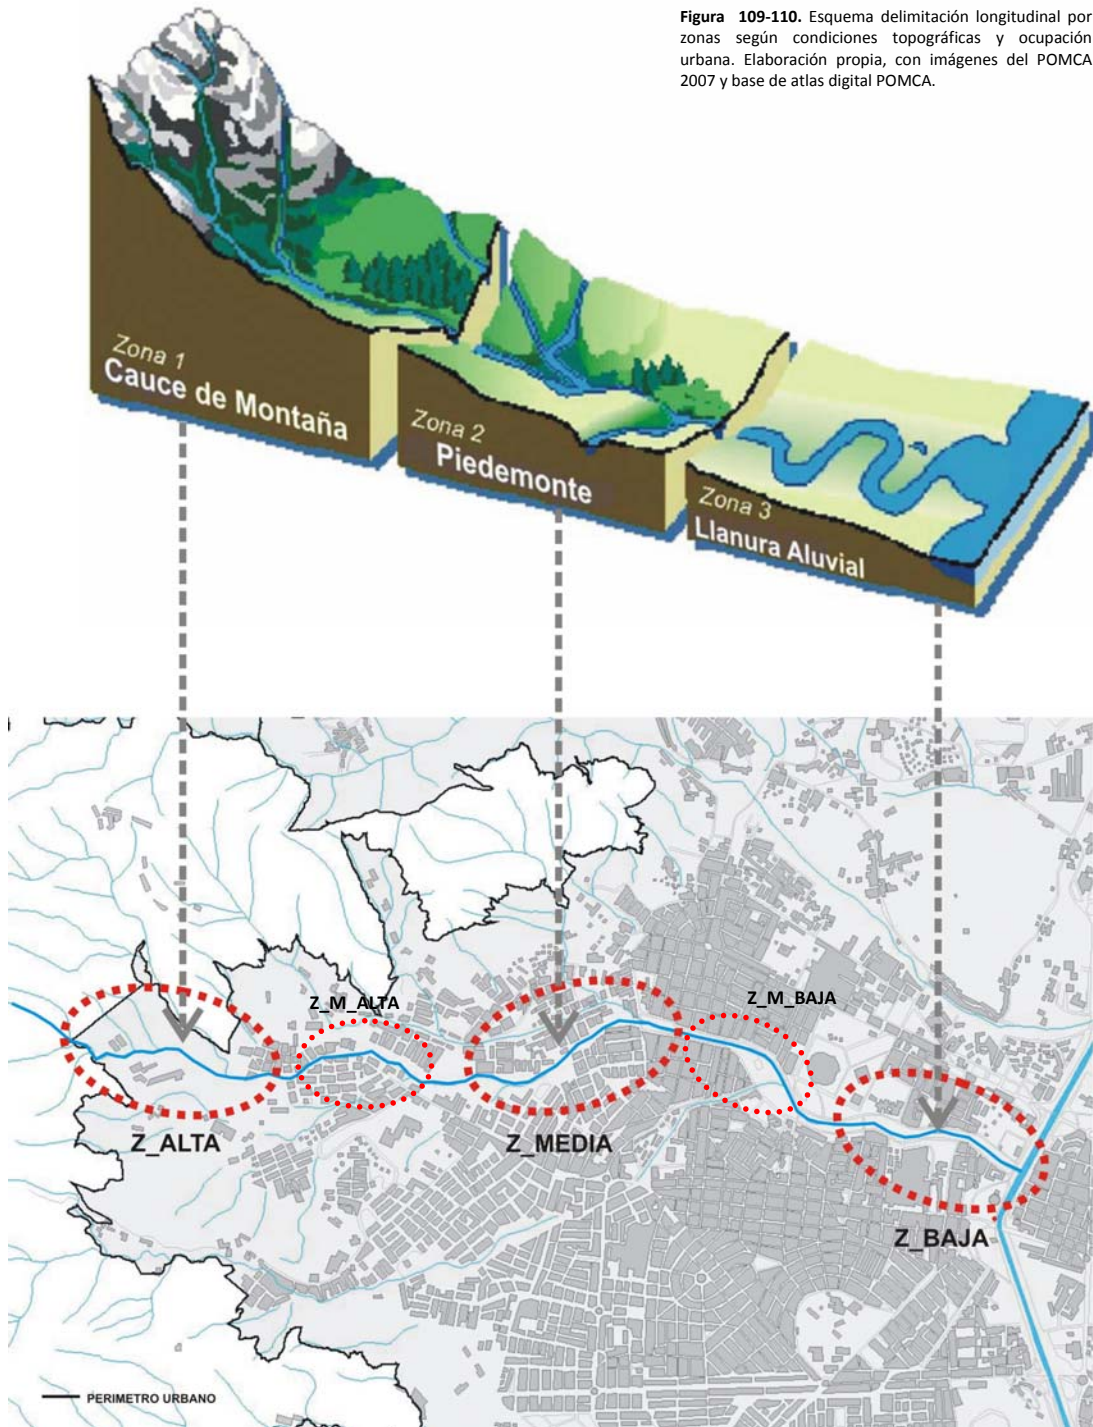 Figura 109-110. Esquema delimitación longitudinal por
zonas según condiciones topográficas y ocupación
urbana. Elaboración propia, con imágenes del POMCA
2007 y base de atlas digital POMCA.
Zona 1
Cauce de Montaña
Zona 2
Piedemonte
Zona 3
Llanura Aluvial
Z_M_ALTA
Z_M_BAJA
Z_ALTA
Z_MEDIA
Z_BAJA
PERIMETRO URBANO